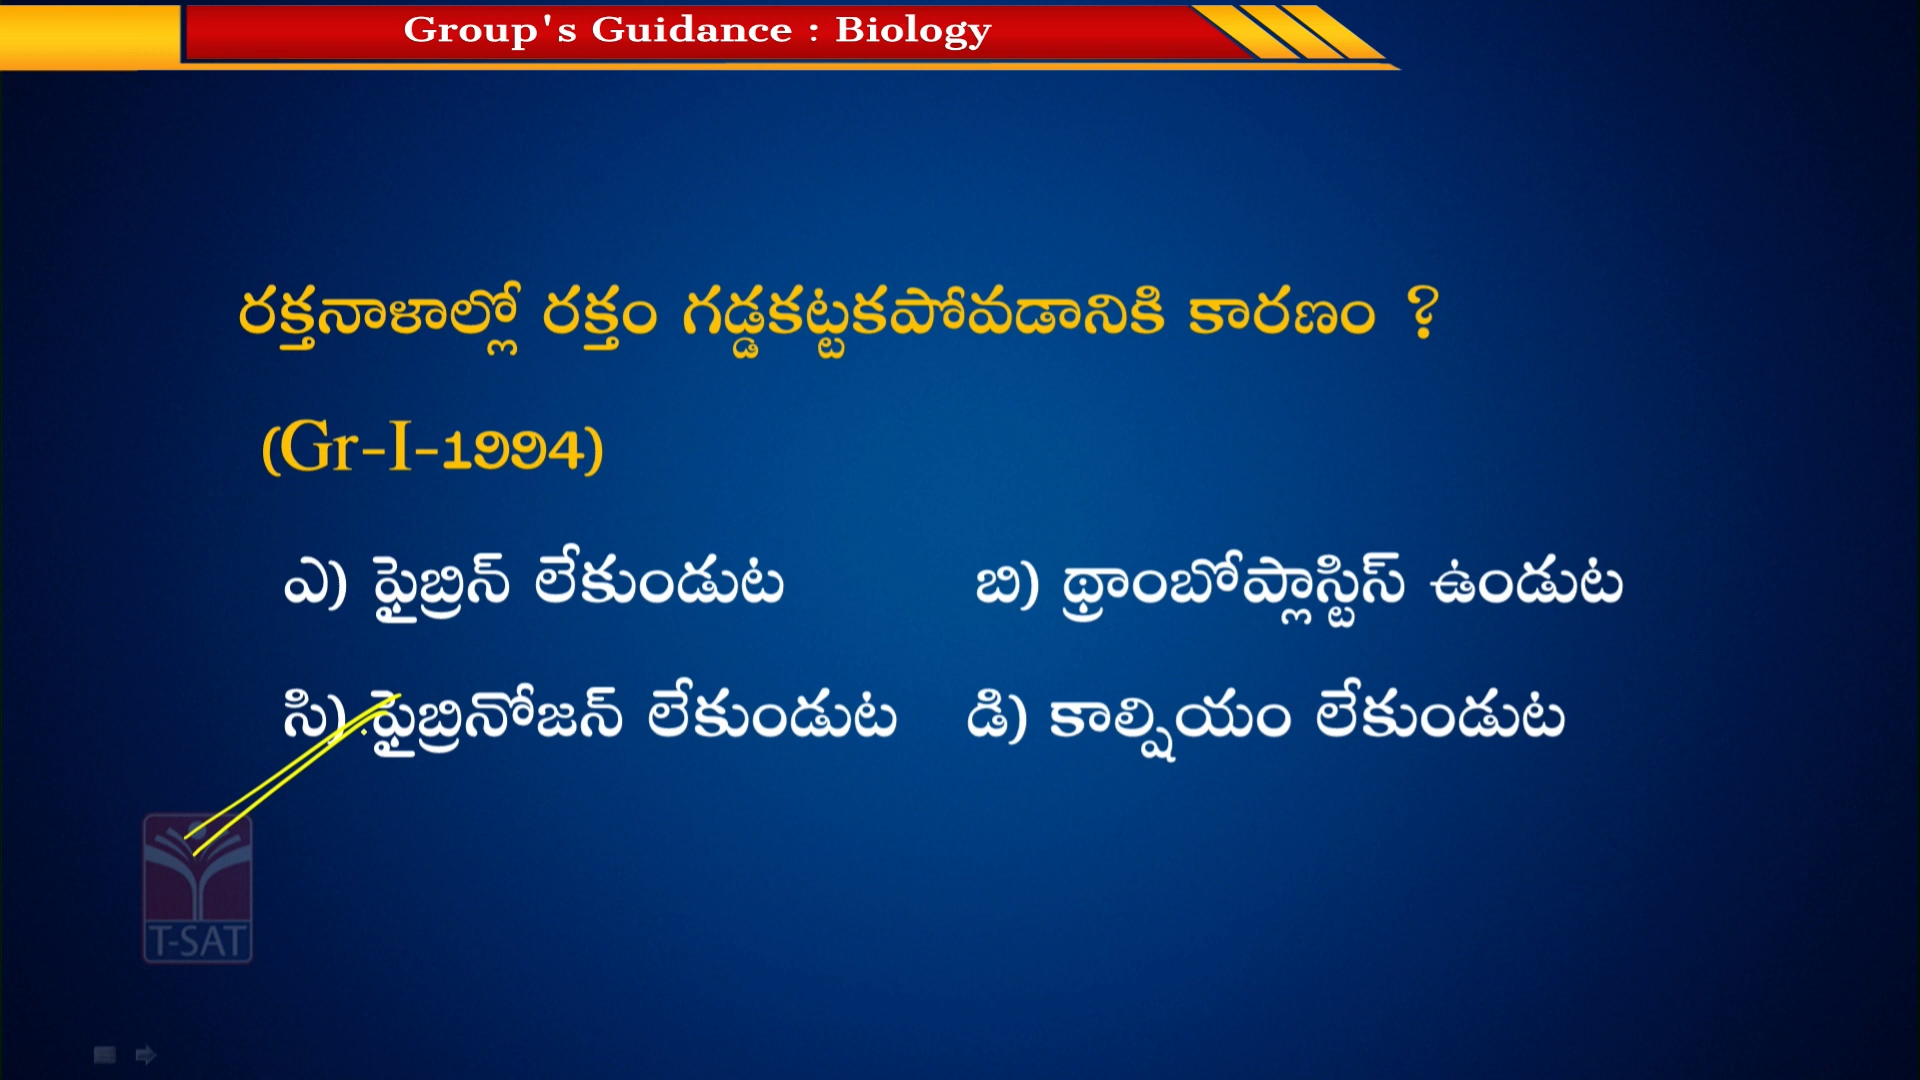 Group's Guidance : Biology
రక్తనాళాల్లో రక్తం గడ్డకట్టకపోవడానికి కారణం ?
(Gr-I-1994)
ఎ) ఫైబ్రిన్ లేకుండుట బి) థ్రాంబోప్లాస్టిన్ ఉండుట
సి) ఫైబ్రినోజన్ లేకుండుట డి) కాల్షియం లేకుండుట
T-SAT